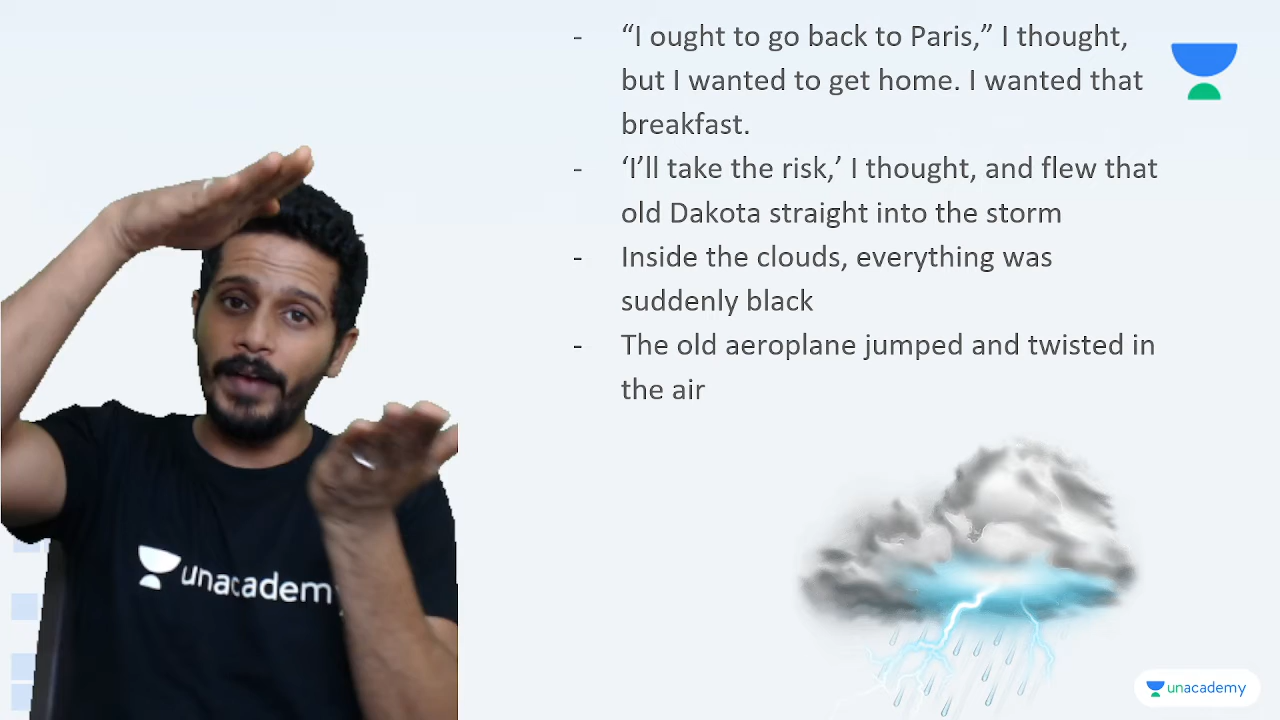 - “I ought to go back to Paris,” I thought,
but I wanted to get home. I wanted that
breakfast.
- ‘I’ll take the risk,’ I thought, and flew that
old Dakota straight into the storm
- Inside the clouds, everything was
suddenly black
- The old aeroplane jumped and twisted in
the air
unacademy
unacademy